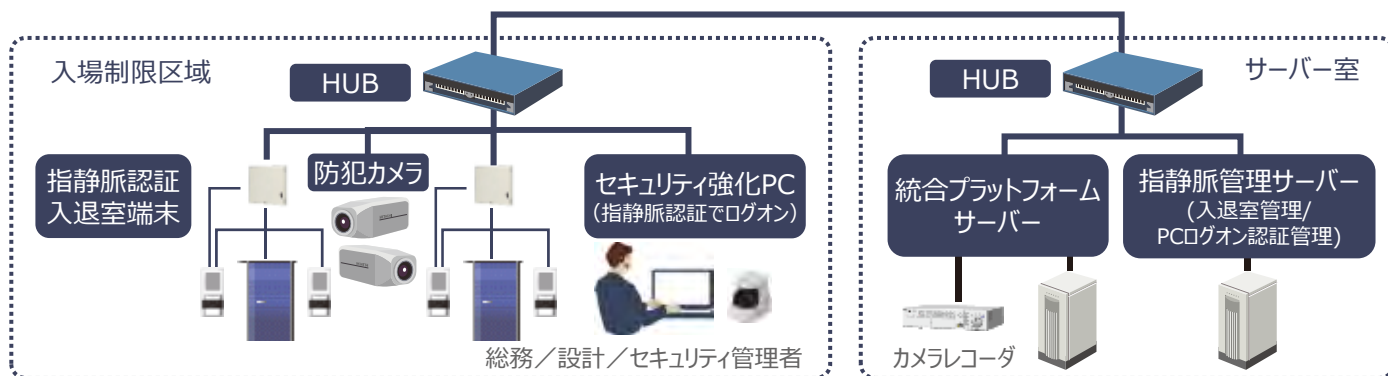 入場制限区域
HUB
指静脈認証
入退室端末
防犯カメラ
セキュリティ強化PC
（指静脈認証でログオン）
総務／設計／セキュリティ管理者
HUB
サーバー室
統合プラットフォーム
サーバー
指静脈管理サーバー
(入退室管理/
PCログオン認証管理)
カメラレコーダ